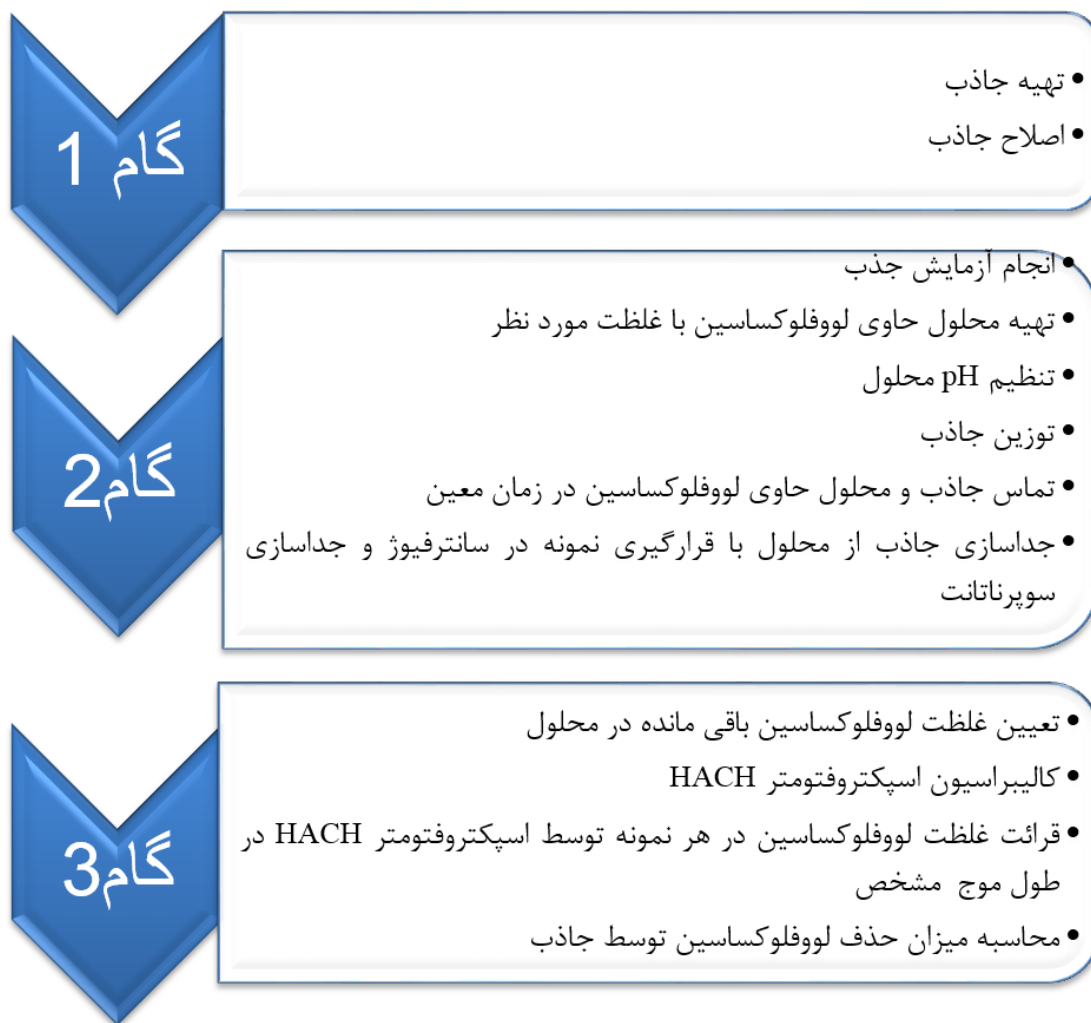 گام 1
• تهیه جاذب
• اصلاح جاذب
گام2
• انجام آزمایش جذب
• تهیه محلول حاوی لووفلوکساسین با غلظت مورد نظر
• تنظیم pH محلول
• توزین جاذب
• تماس جاذب و محلول حاوی لووفلوکساسین در زمان معین
• جداسازی جاذب از محلول با قرارگیری نمونه در سانترفیوژ و جداسازی
سوپرناتانت
گام3
• تعیین غلظت لووفلوکساسین باقی مانده در محلول
• کالیبراسیون اسپکتروفتومتر HACH
• قرائت غلظت لووفلوکساسین در هر نمونه توسط اسپکتروفتومتر HACH در
طول موج مشخص
• محاسبه میزان حذف لووفلوکساسین توسط جاذب